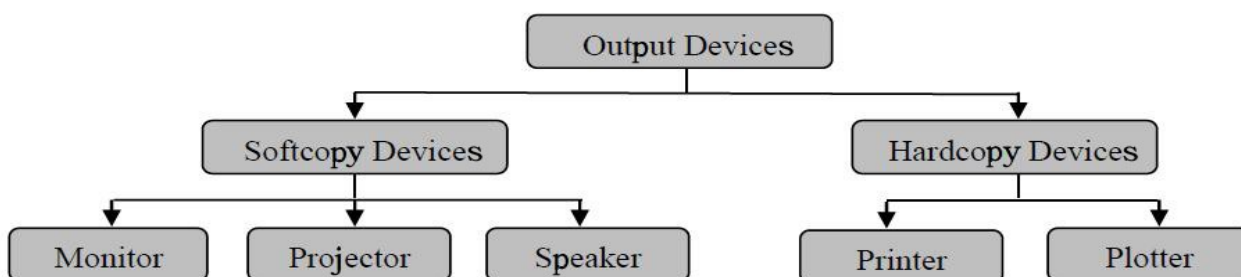 Output Devices
Softcopy Devices
Hardcopy Devices
Monitor
Projector
Speaker
Printer
Plotter